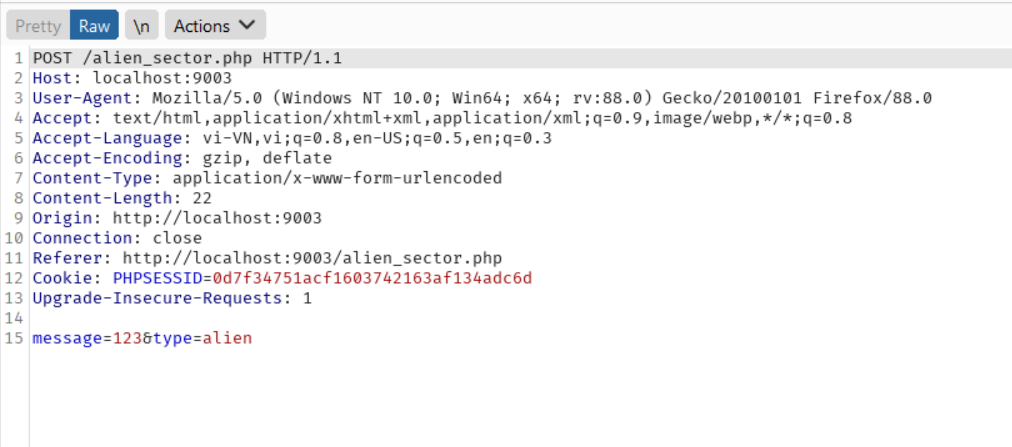 Pretty Raw \n Actions
1 POST /alien_sector.php HTTP/1.1
2 Host: localhost:9003
3 User-Agent: Mozilla/5.0 (Windows NT 10.0; Win64; x64; rv:88.0) Gecko/20100101 Firefox/88.0
4 Accept: text/html,application/xhtml+xml,application/xml;q=0.9,image/webp,*/*;q=0.8
5 Accept-Language: vi-VN,vi;q=0.8,en-US;q=0.5,en;q=0.3
6 Accept-Encoding: gzip, deflate
7 Content-Type: application/x-www-form-urlencoded
8 Content-Length: 22
9 Origin: http://localhost:9003
10 Connection: close
11 Referer: http://localhost:9003/alien_sector.php
12 Cookie: PHPSESSID=0d7f34751acf1603742163af134adc6d
13 Upgrade-Insecure-Requests: 1
14
15 message=123&type=alien